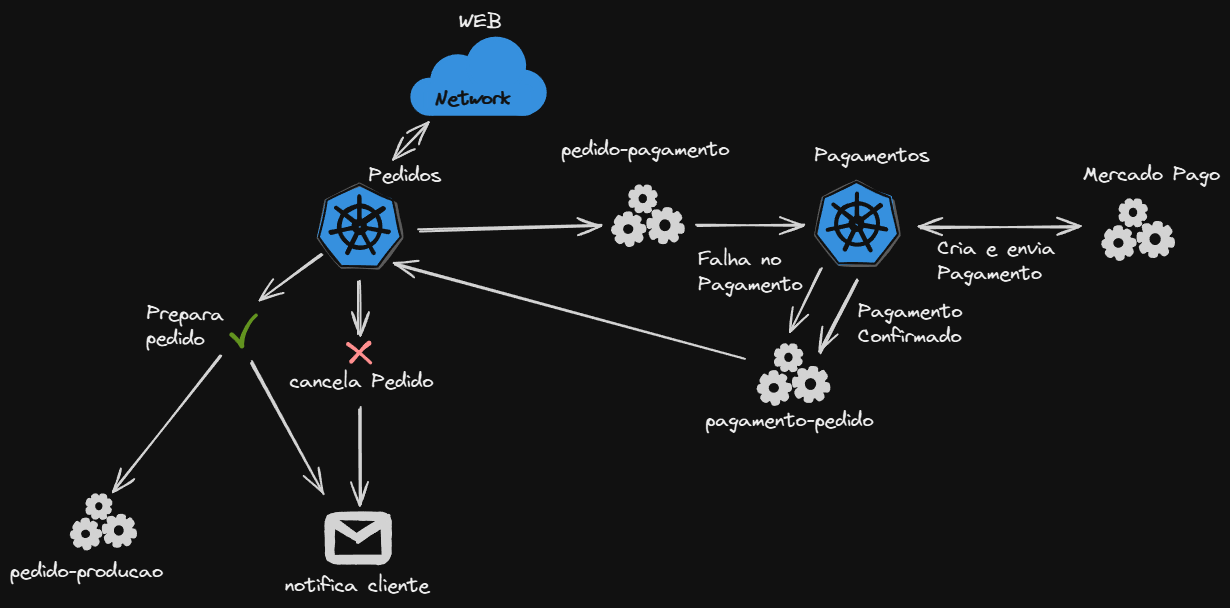 WEB
Network
Pedidos
pedido-pagamento
Pagamentos
Mercado Pago
Falha no
Pagamento
Cria e envia
Pagamento
Prepara
pedido
Pagamento
Confirmado
cancela Pedido
pagamento-pedido
pedido-producao
notifica cliente